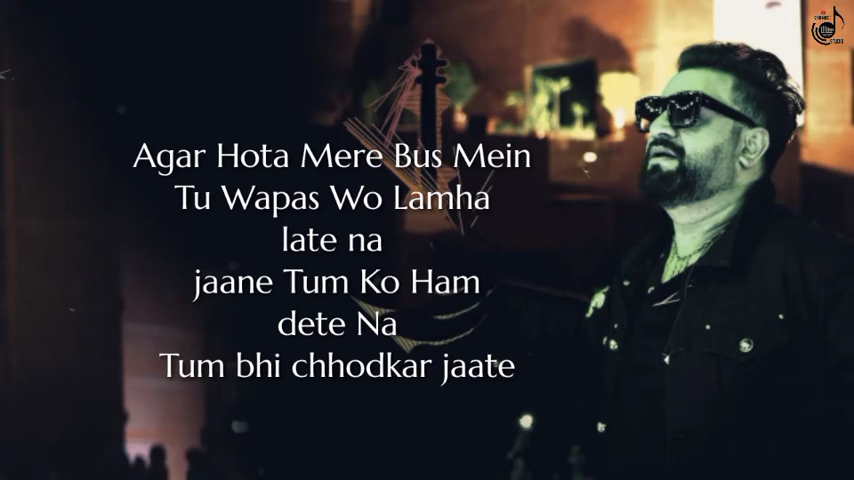 Agar Hota Mere Bus Mein
Tu Wapas Wo Lamha
late na
jaane Tum Ko Ham
dete Na
Tum bhi chhodkar jaate